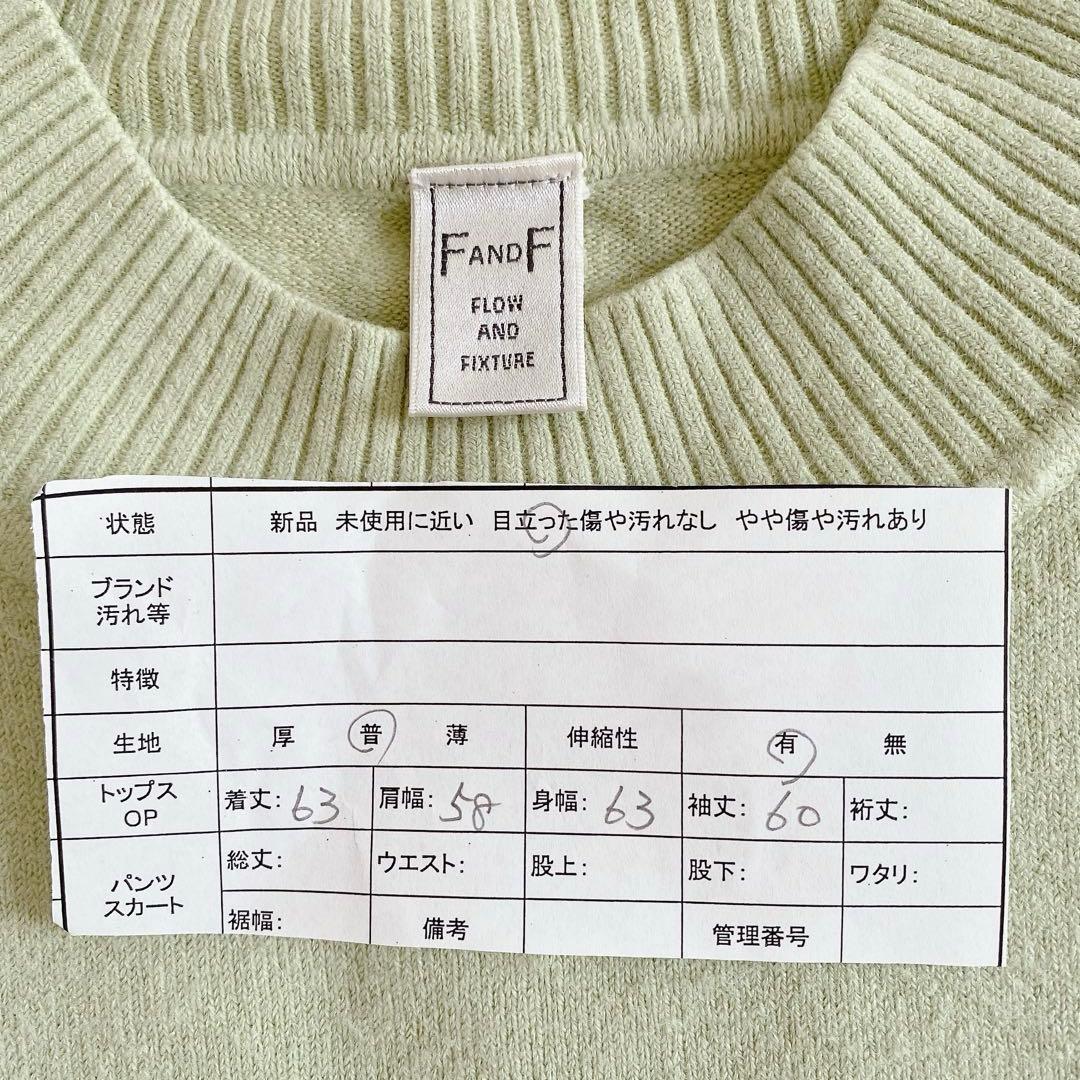 FANDF
FLOW
AND
FIXTURE
状態 新品 未使用に近い 目立った傷や汚れなし やや傷や汚れあり
ブランド
汚れ等
特徴
生地 厚 普 薄 伸縮性 有 無
トップス
OP
着丈: 63 肩幅: 58 身幅: 63 袖丈: 60 裄丈:
パンツ
スカート
総丈: ウエスト: 股上: 股下: ワタリ:
裾幅: 備考 管理番号